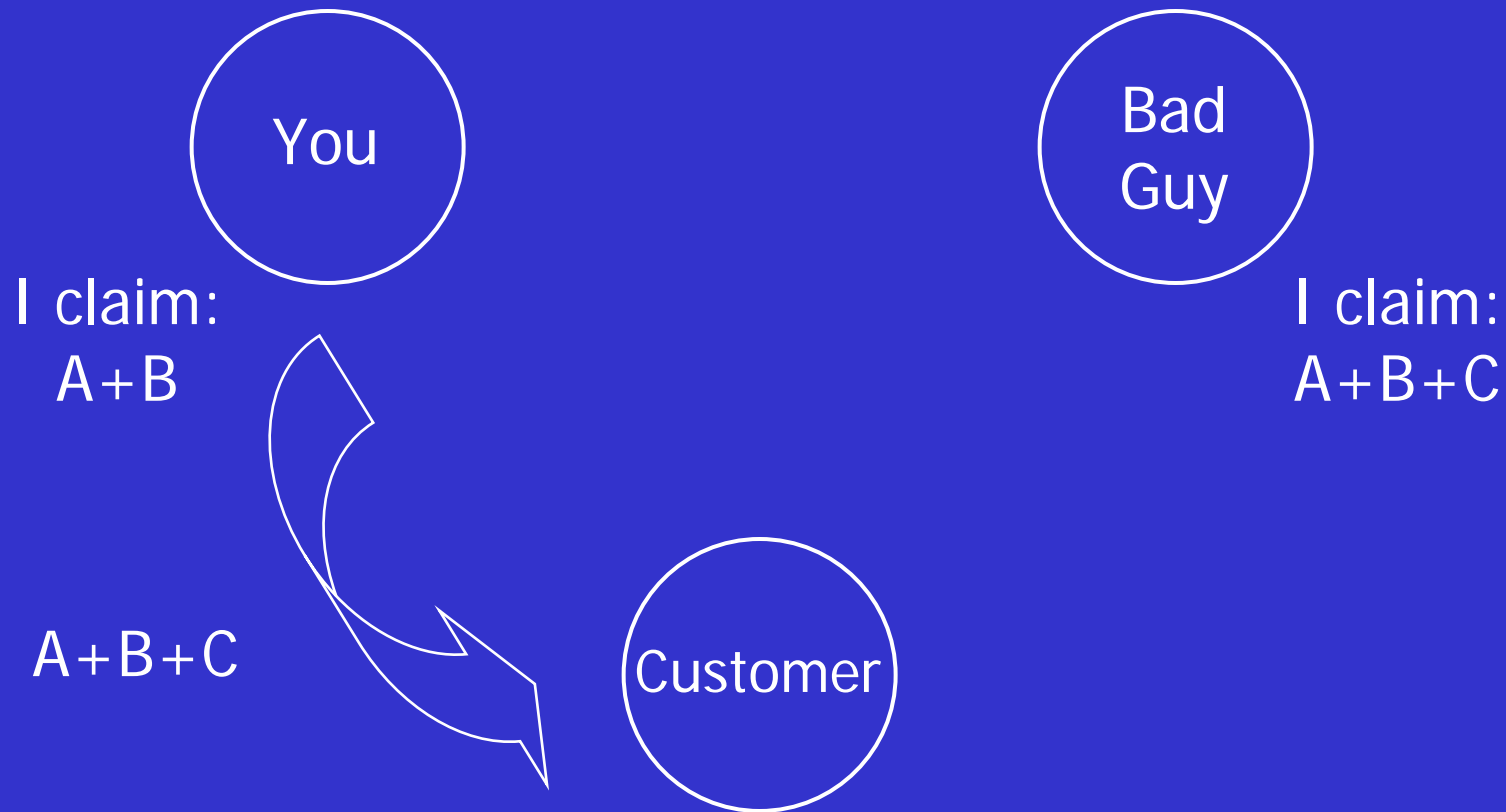 You
Bad
Guy
I claim:
A+B
I claim:
A+B+C
A+B+C
Customer